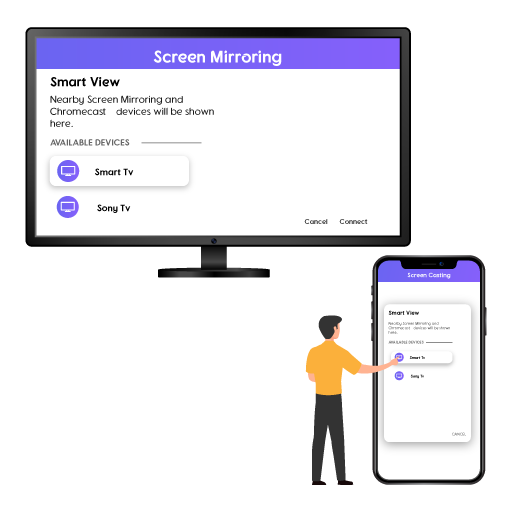 Screen Mirroring
Smart View
Nearby Screen Mirroring and
Chromecast devices will be shown
here.
AVAILABLE DEVICES
Smart Tv
Sony Tv
Cancel Connect
Screen Casting
Smart View
Nearby Screen Mirroring and
Chromecast devices will be shown
here.
AVAILABLE DEVICES
Smart Tv
Sony Tv
CANCEL